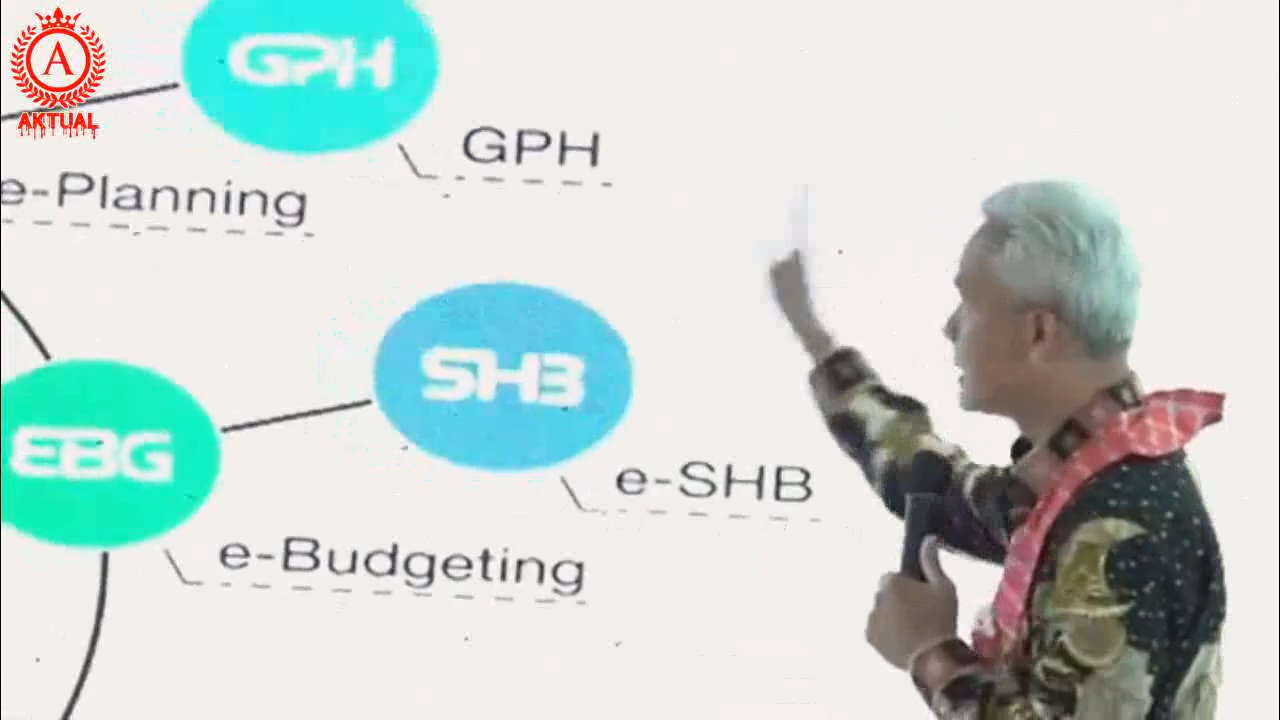 A
AKTUAL
GPH
GPH
e-Planning
SHB
e-SHB
EBG
e-Budgeting